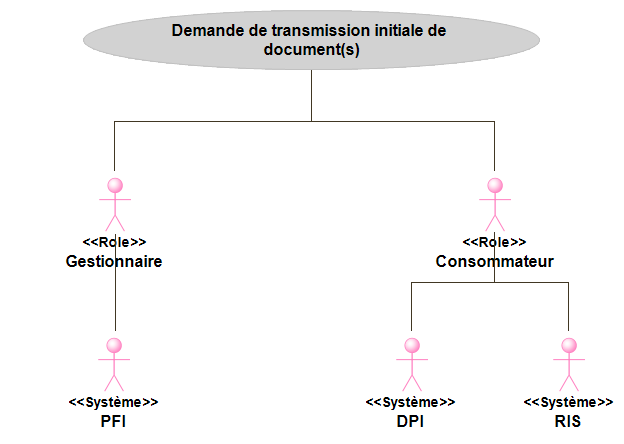 Demande de transmission initiale de
document(s)
<<Role>>
Gestionnaire
<<Role>>
Consommateur
<<Système>>
PFI
<<Système>>
DPI
<<Système>>
RIS